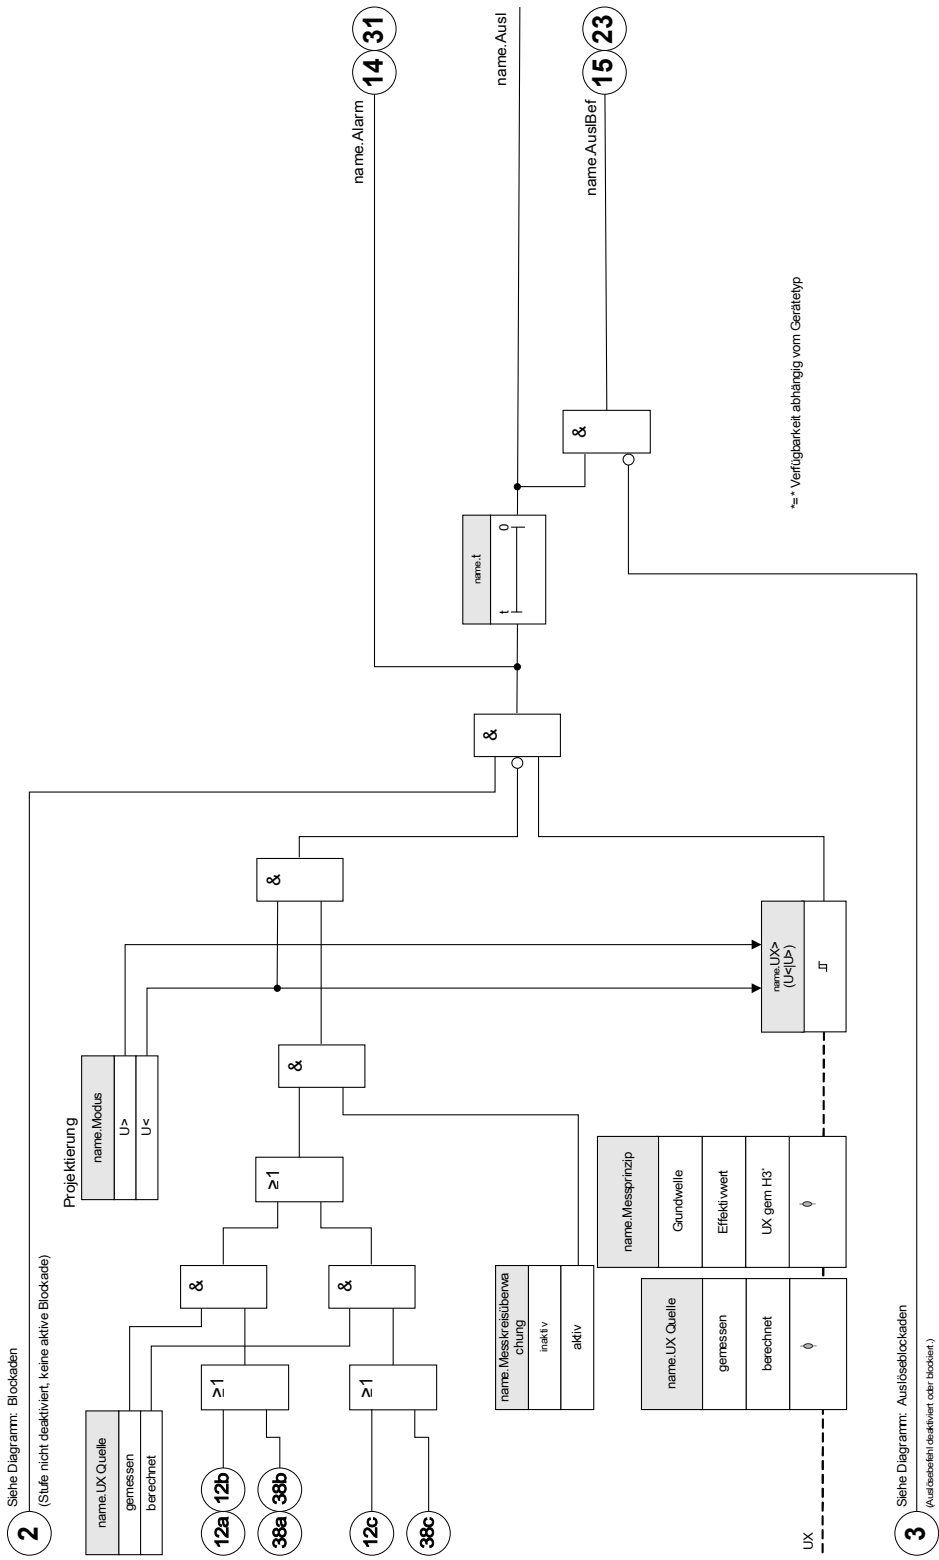 2
Siehe Diagramm: Blockaden
(Stufe nicht deaktiviert, keine aktive Blockade)
name.UX Quelle
gemessen
berechnet
12a 12b
38a 38b
12c
38c
≥1
≥1
&
&
≥1
&
Projektierung
name.Modus
U>
U<
&
&
name.Messkreisüberwa
chung
inaktiv
aktiv
name.UX Quelle
gemessen
berechnet
φ
name.Messprinzip
Grundwelle
Effektivwert
UX gem H3*
φ
UX
name.UX>
(U<|U>)
name.t
t 0
&
name.Alarm
14 31
name.Ausl
name.AuslBef
15 23
*=* Verfügbarkeit abhängig vom Gerätetyp
3
Siehe Diagramm: Auslöseblockaden
(Auslösebefehl deaktiviert oder blockiert.)